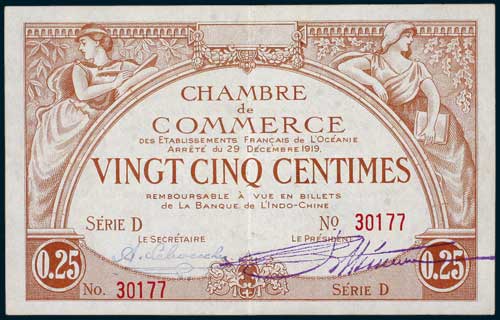 CHAMBRE
de
COMMERCE
DES ÉTABLISSEMENTS FRANÇAIS DE L'OCÉANIE
ARRÊTÉ DU 29 DÉCEMBRE 1919.
VINGT CINQ CENTIMES
REMBOURSABLE À VUE EN BILLETS
DE LA BANQUE DE L'INDO-CHINE
SÉRIE D No 30177
LE SECRÉTAIRE LE PRÉSIDENT
0.25 0.25
No. 30177 SÉRIE D